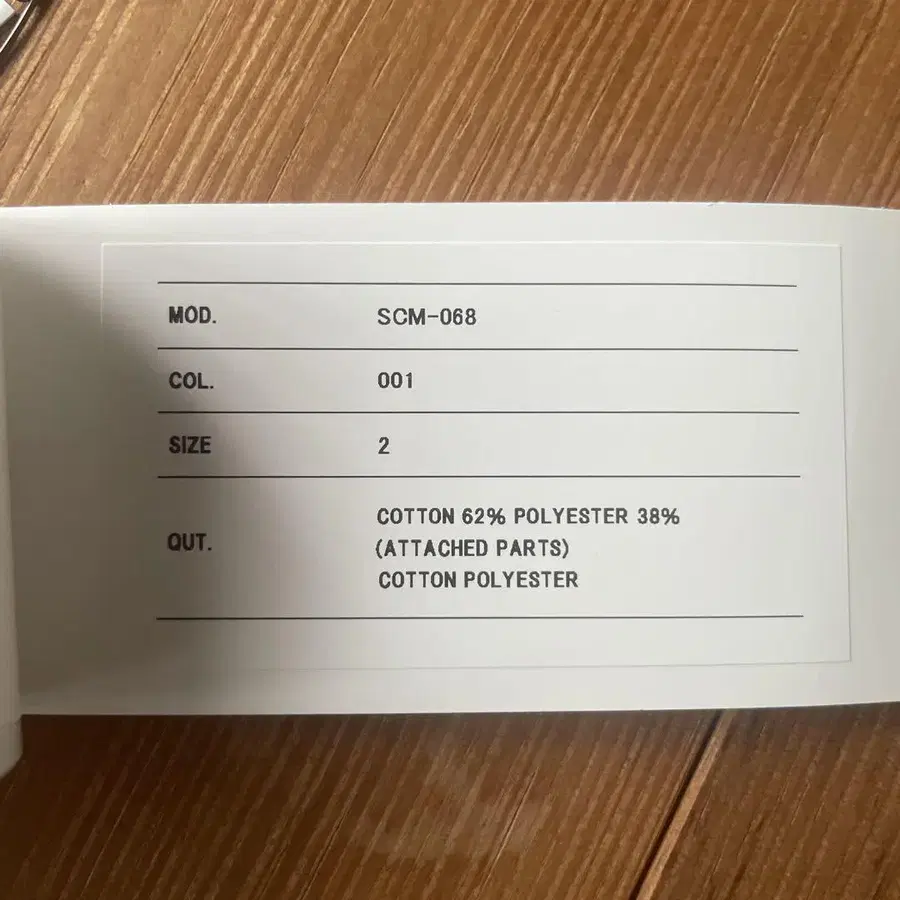 MOD. SCM-068
COL. 001
SIZE 2
QUT. COTTON 62% POLYESTER 38%
(ATTACHED PARTS)
COTTON POLYESTER